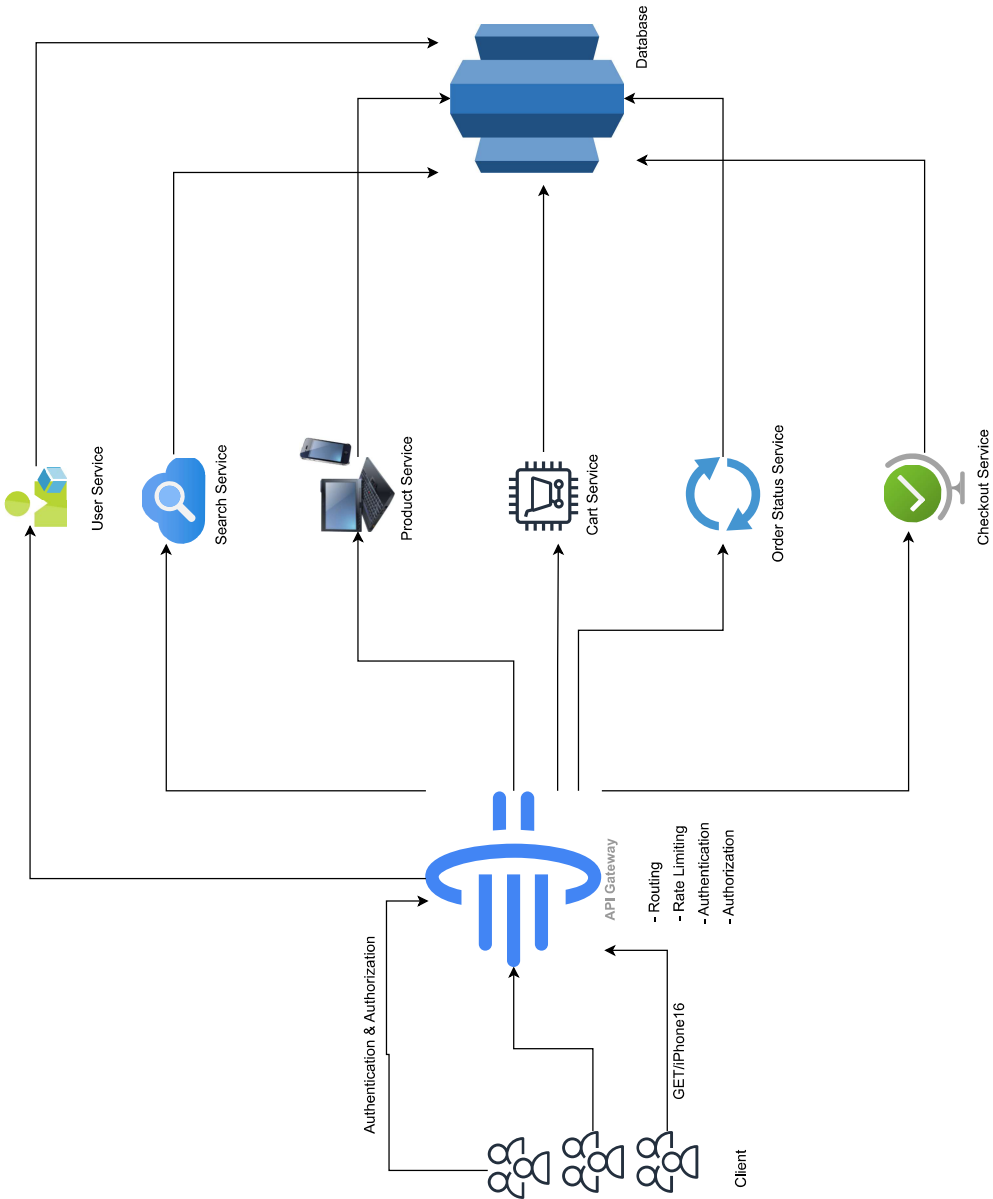 Client
Authentication & Authorization
GET/iPhone16
API Gateway
- Routing
- Rate Limiting
- Authentication
- Authorization
User Service
Search Service
Product Service
Cart Service
Order Status Service
Checkout Service
Database